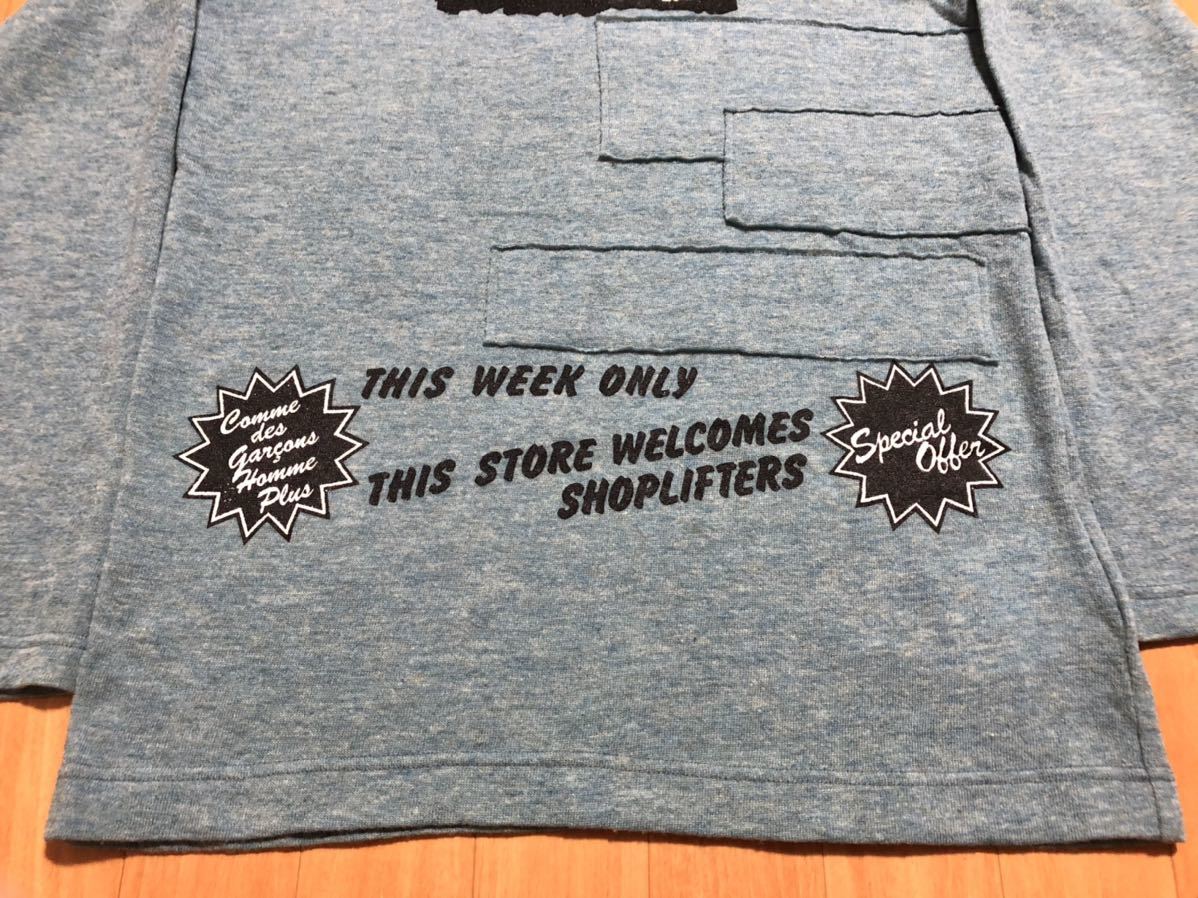 Comme
des
Garçons
Homme
Plus
THIS WEEK ONLY
THIS STORE WELCOMES
SHOPLIFTERS
Special
Offer